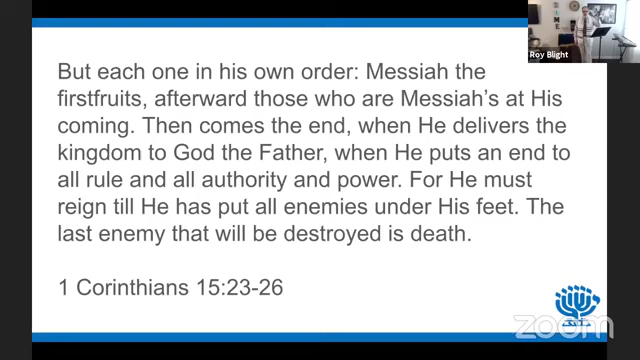 Roy Blight
But each one in his own order: Messiah the
firstfruits, afterward those who are Messiah's at His
coming. Then comes the end, when He delivers the
kingdom to God the Father, when He puts an end to
all rule and all authority and power. For He must
reign till He has put all enemies under His feet. The
last enemy that will be destroyed is death.
1 Corinthians 15:23-26
zoom